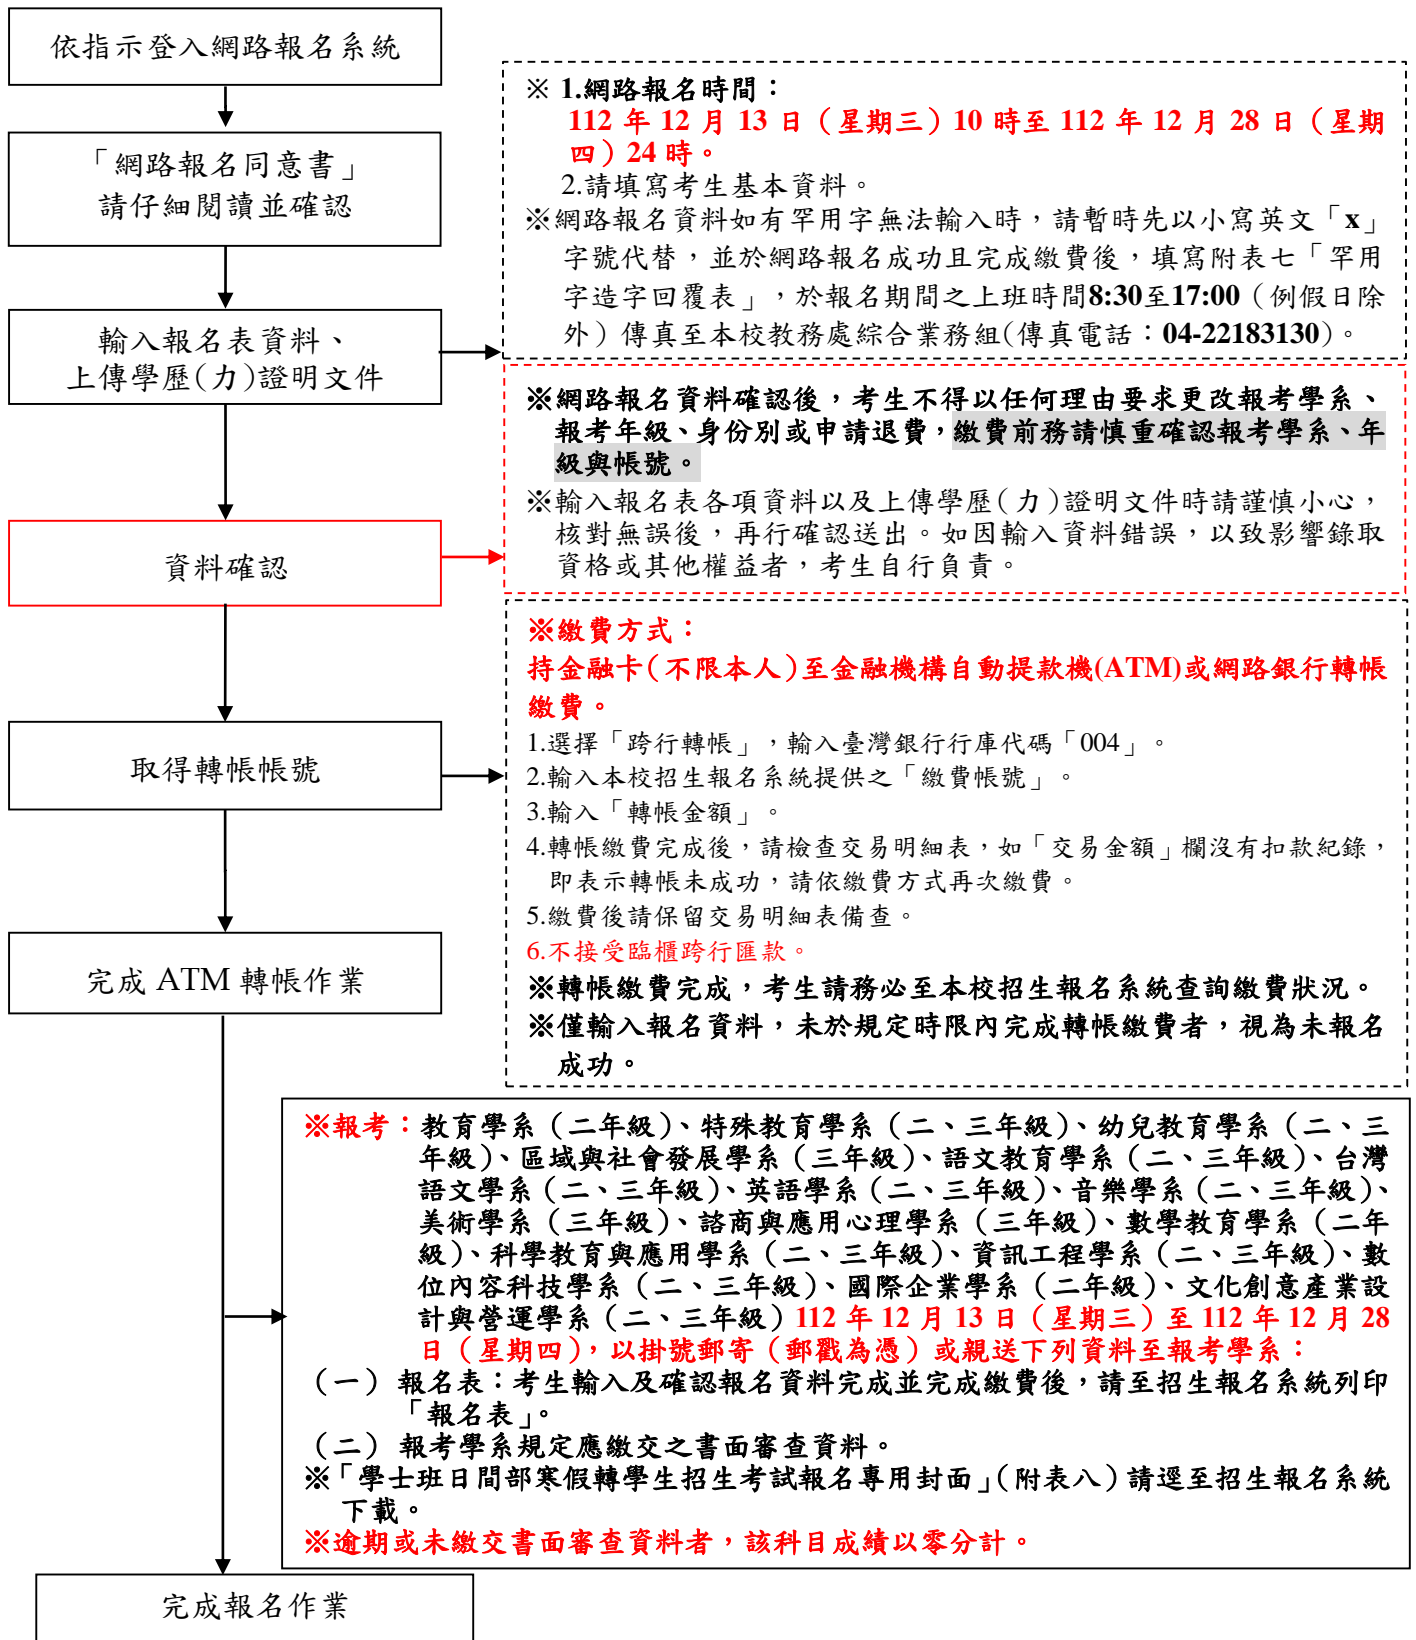 依指示登入網路報名系統
「網路報名同意書」
請仔細閱讀並確認
輸入報名表資料、
上傳學歷(力)證明文件
資料確認
取得轉帳帳號
完成 ATM 轉帳作業
※ 1.網路報名時間：
112 年 12 月 13 日（星期三）10 時至 112 年 12 月 28 日（星期
四）24 時。
2.請填寫考生基本資料。
※網路報名資料如有罕用字無法輸入時，請暫時先以小寫英文「x」
字號代替，並於網路報名成功且完成繳費後，填寫附表七「罕用
字造字回覆表」，於報名期間之上班時間8:30至17:00（例假日除
外）傳真至本校教務處綜合業務組(傳真電話：04-22183130)。
※網路報名資料確認後，考生不得以任何理由要求更改報考學系、
報考年級、身份別或申請退費，繳費前務請慎重確認報考學系、年
級與帳號。
※輸入報名表各項資料以及上傳學歷(力)證明文件時請謹慎小心，
核對無誤後，再行確認送出。如因輸入資料錯誤，以致影響錄取
資格或其他權益者，考生自行負責。
※繳費方式：
持金融卡(不限本人)至金融機構自動提款機(ATM)或網路銀行轉帳
繳費。
1.選擇「跨行轉帳」，輸入臺灣銀行行庫代碼「004」。
2.輸入本校招生報名系統提供之「繳費帳號」。
3.輸入「轉帳金額」。
4.轉帳繳費完成後，請檢查交易明細表，如「交易金額」欄沒有扣款紀錄，
即表示轉帳未成功，請依繳費方式再次繳費。
5.繳費後請保留交易明細表備查。
6.不接受臨櫃跨行匯款。
※轉帳繳費完成，考生請務必至本校招生報名系統查詢繳費狀況。
※僅輸入報名資料，未於規定時限內完成轉帳繳費者，視為未報名
成功。
※報考：教育學系（二年級）、特殊教育學系（二、三年級）、幼兒教育學系（二、三
年級）、區域與社會發展學系（三年級）、語文教育學系（二、三年級）、台灣
語文學系（二、三年級）、英語學系（二、三年級）、音樂學系（二、三年級）、
美術學系（三年級）、諮商與應用心理學系（三年級）、數學教育學系（二年
級）、科學教育與應用學系（二、三年級）、資訊工程學系（二、三年級）、數
位內容科技學系（二、三年級）、國際企業學系（二年級）、文化創意產業設
計與營運學系（二、三年級）112 年 12 月 13 日（星期三）至 112 年 12 月 28
日（星期四），以掛號郵寄（郵戳為憑）或親送下列資料至報考學系：
（一） 報名表：考生輸入及確認報名資料完成並完成繳費後，請至招生報名系統列印
「報名表」。
（二） 報考學系規定應繳交之書面審查資料。
※「學士班日間部寒假轉學生招生考試報名專用封面」（附表八）請逕至招生報名系統
下載。
※逾期或未繳交書面審查資料者，該科目成績以零分計。
完成報名作業